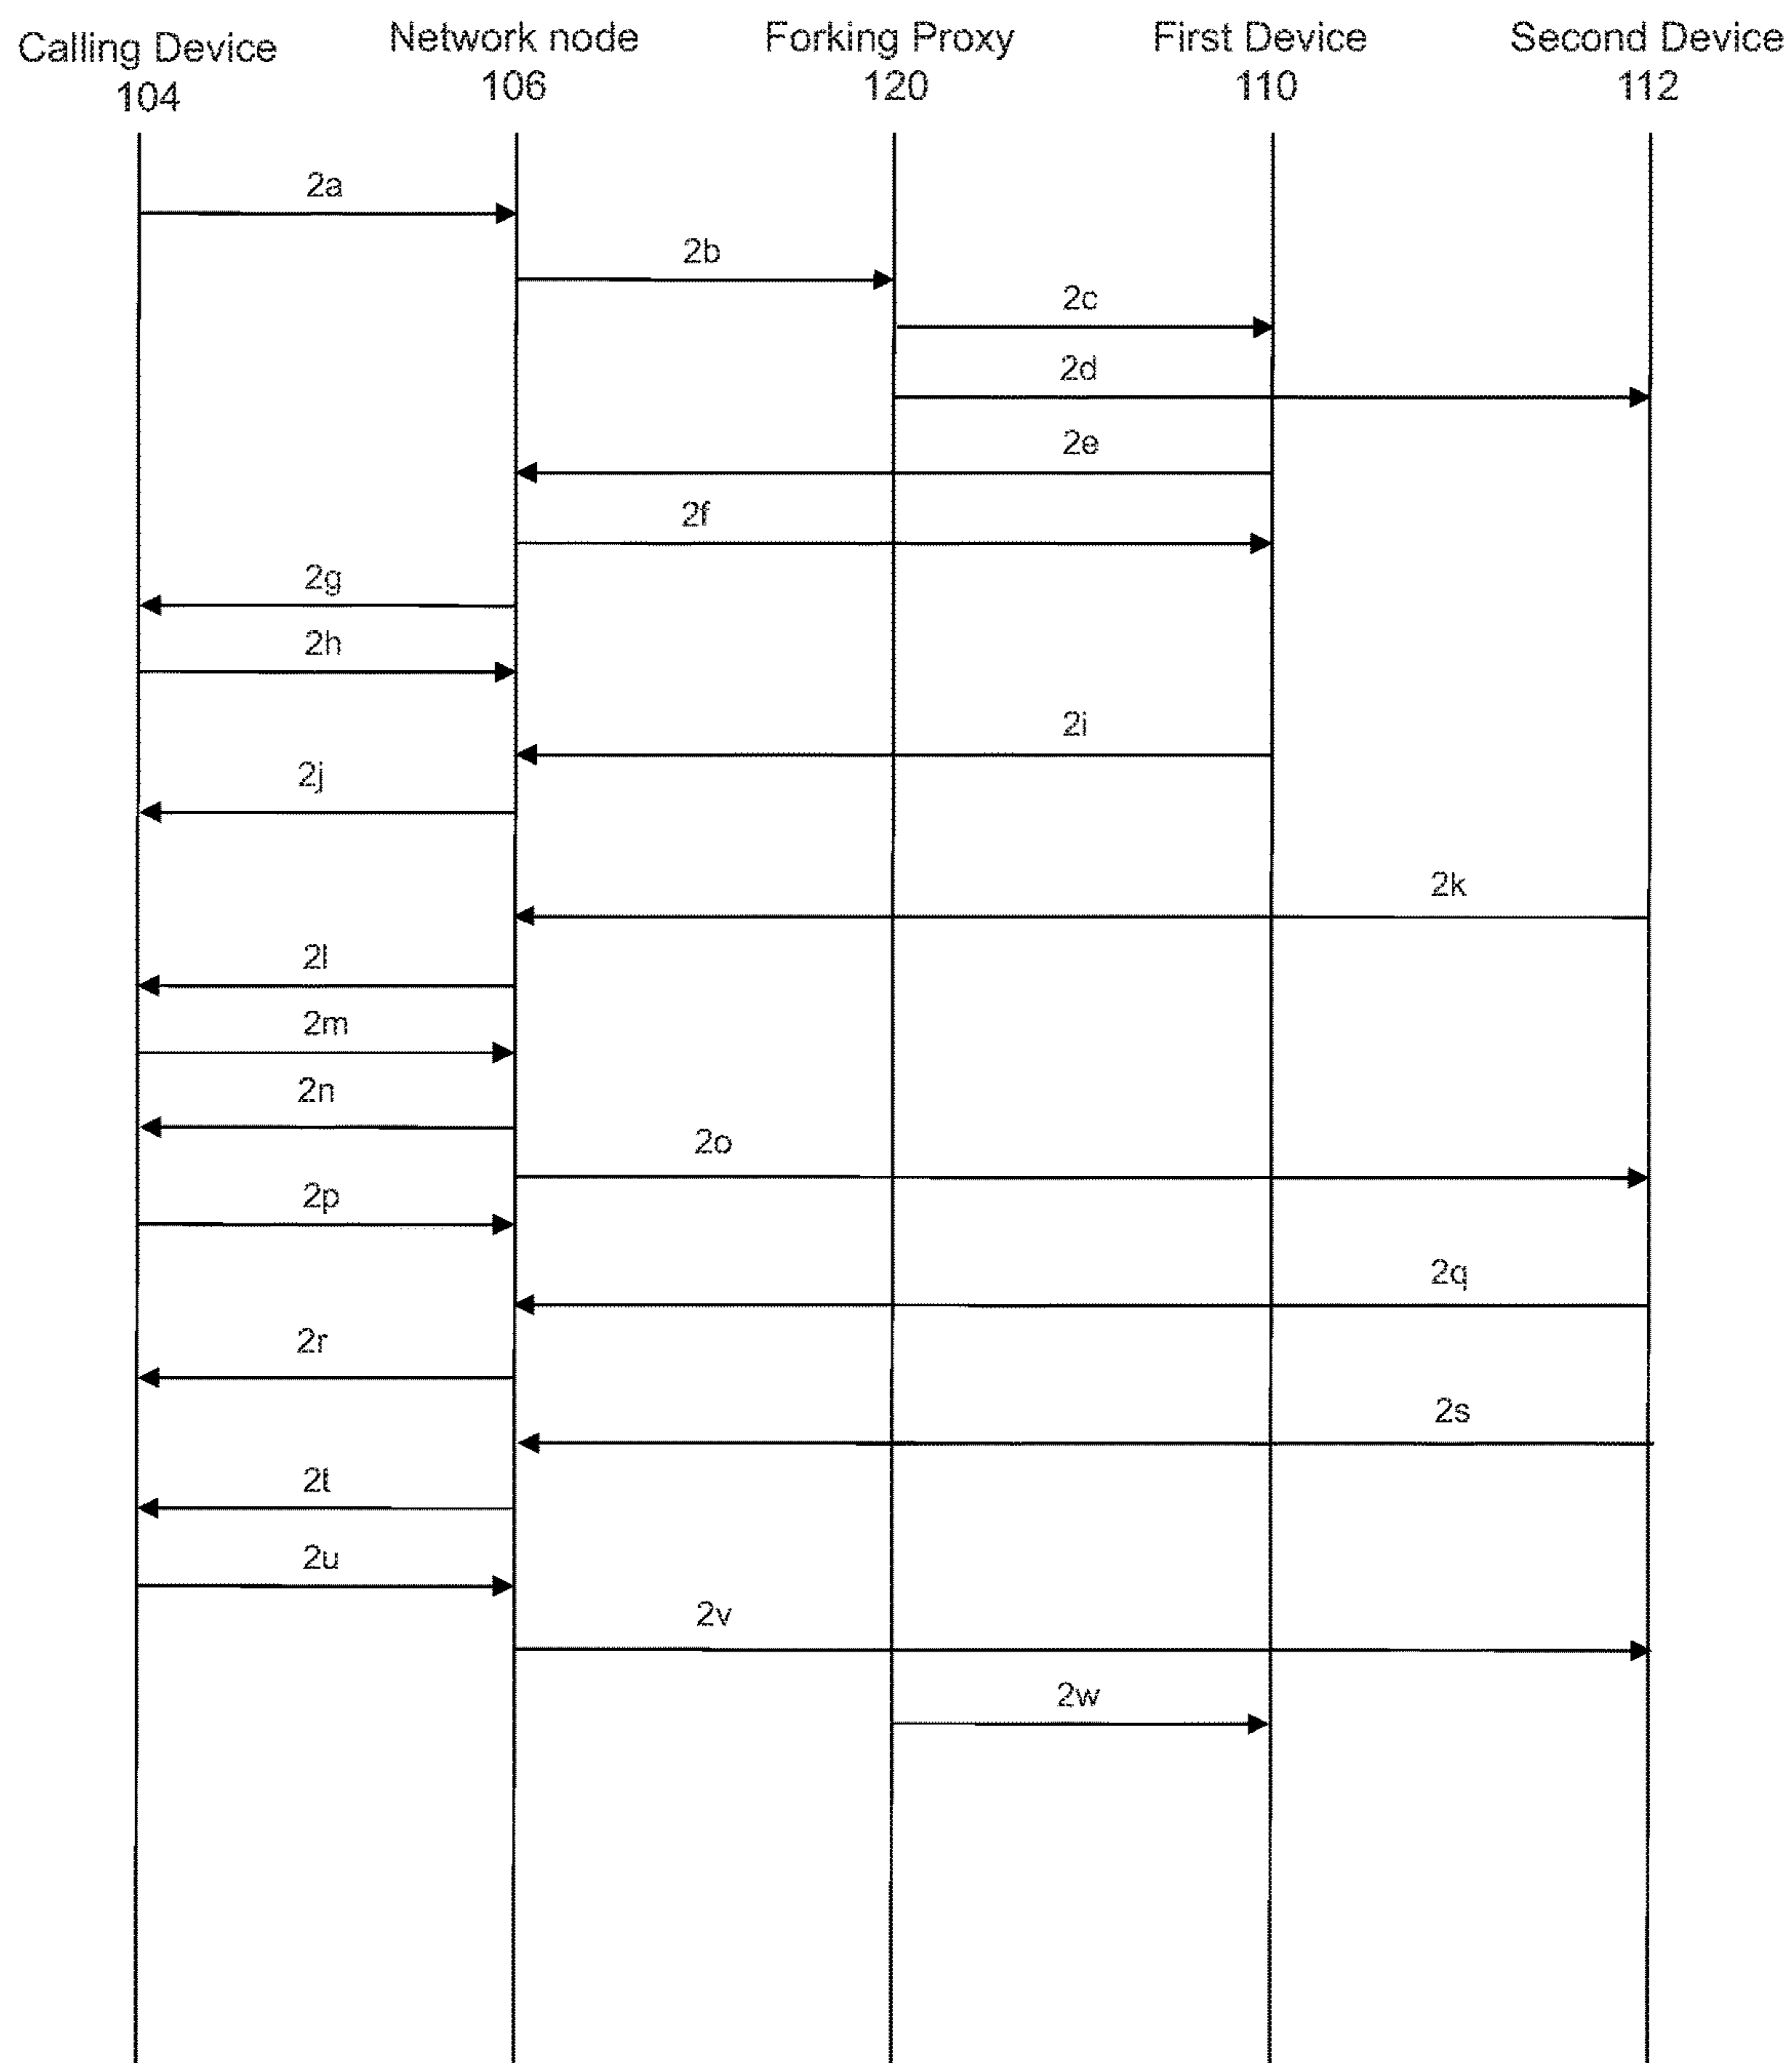 Calling Device
104
Network node
106
Forking Proxy
120
First Device
110
Second Device
112
2a
2b
2c
2d
2e
2f
2g
2h
2i
2j
2k
2l
2m
2n
2o
2p
2q
2r
2s
2t
2u
2v
2w